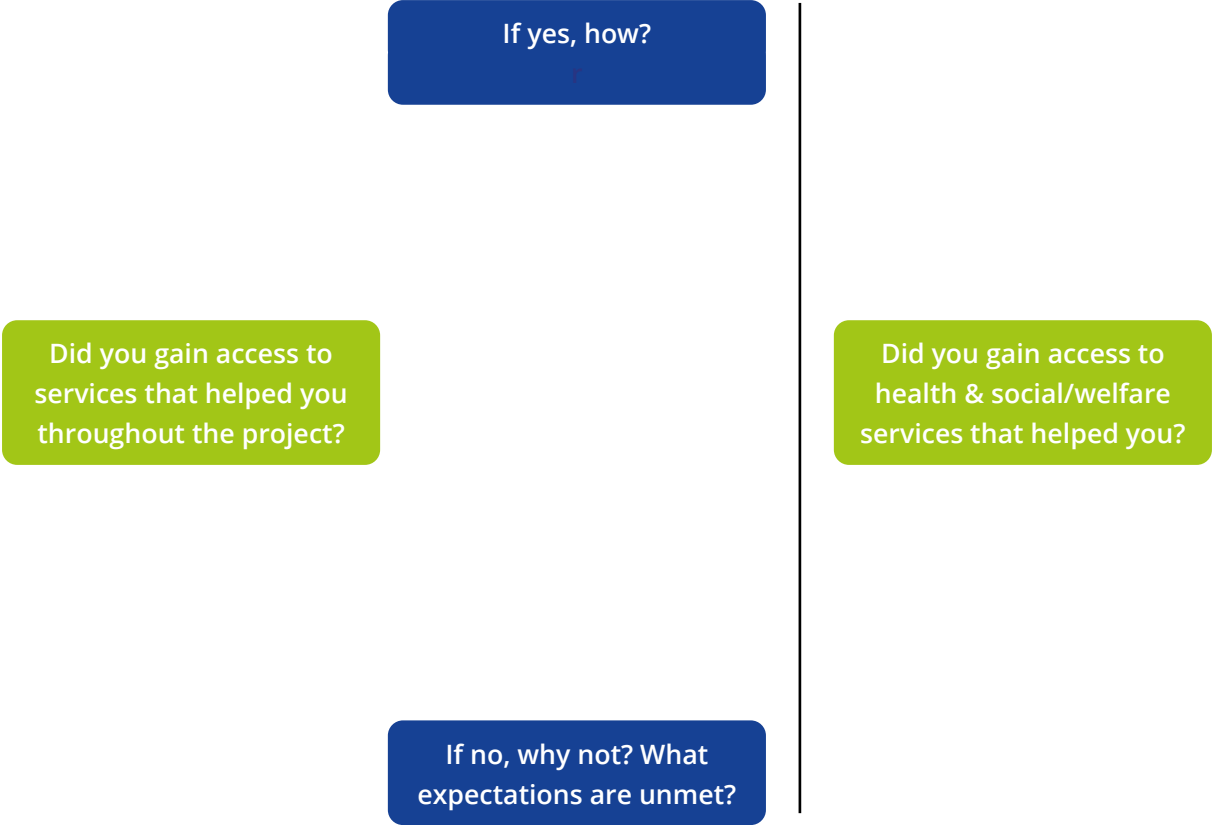 If yes, how?
r
Did you gain access to
services that helped you
throughout the project?
If no, why not? What
expectations are unmet?
Did you gain access to
health & social/welfare
services that helped you?